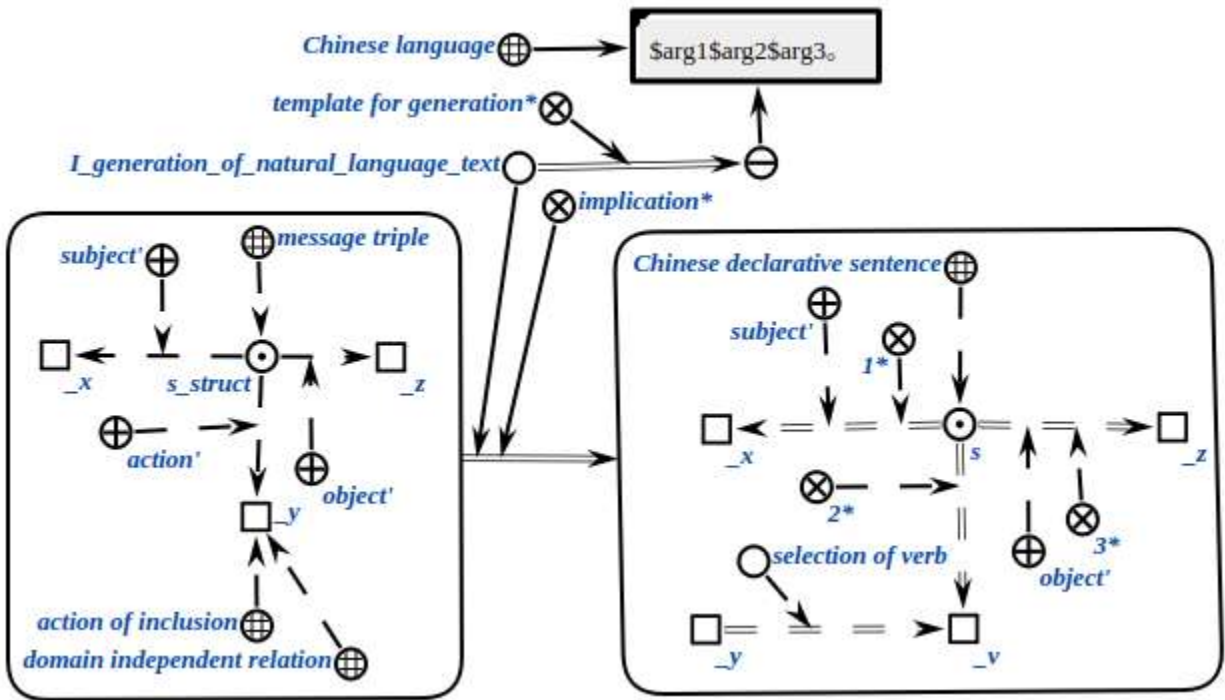 Chinese language
$arg1$arg2$arg3。
template for generation*
I_generation_of_natural_language_text
implication*
subject'
message triple
_x
s_struct
_z
action'
object'
_y
action of inclusion
domain independent relation
Chinese declarative sentence
subject'
1*
_x
s
_z
2*
3*
object'
selection of verb
_y
_v